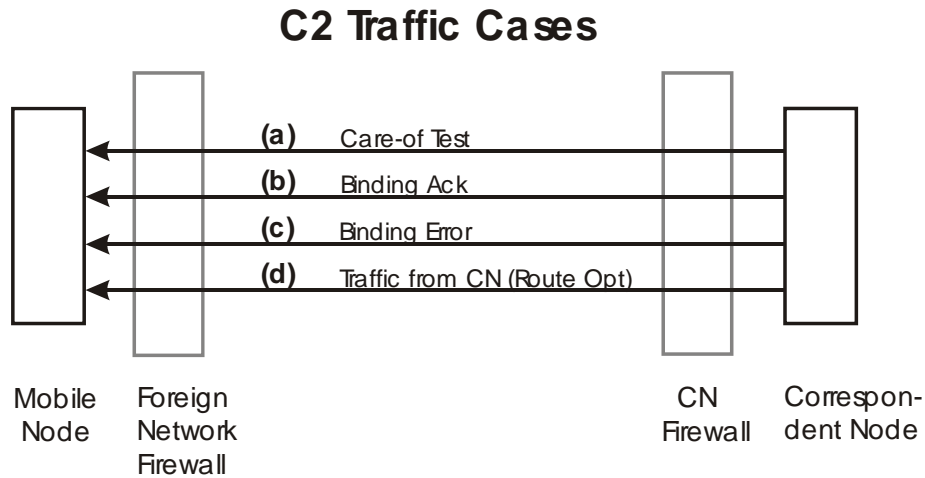 C2 Traffic Cases
(a) Care-of Test
(b) Binding Ack
(c) Binding Error
(d) Traffic from CN (Route Opt)
Mobile
Node
Foreign
Network
Firewall
CN
Firewall
Correspon-
dent Node